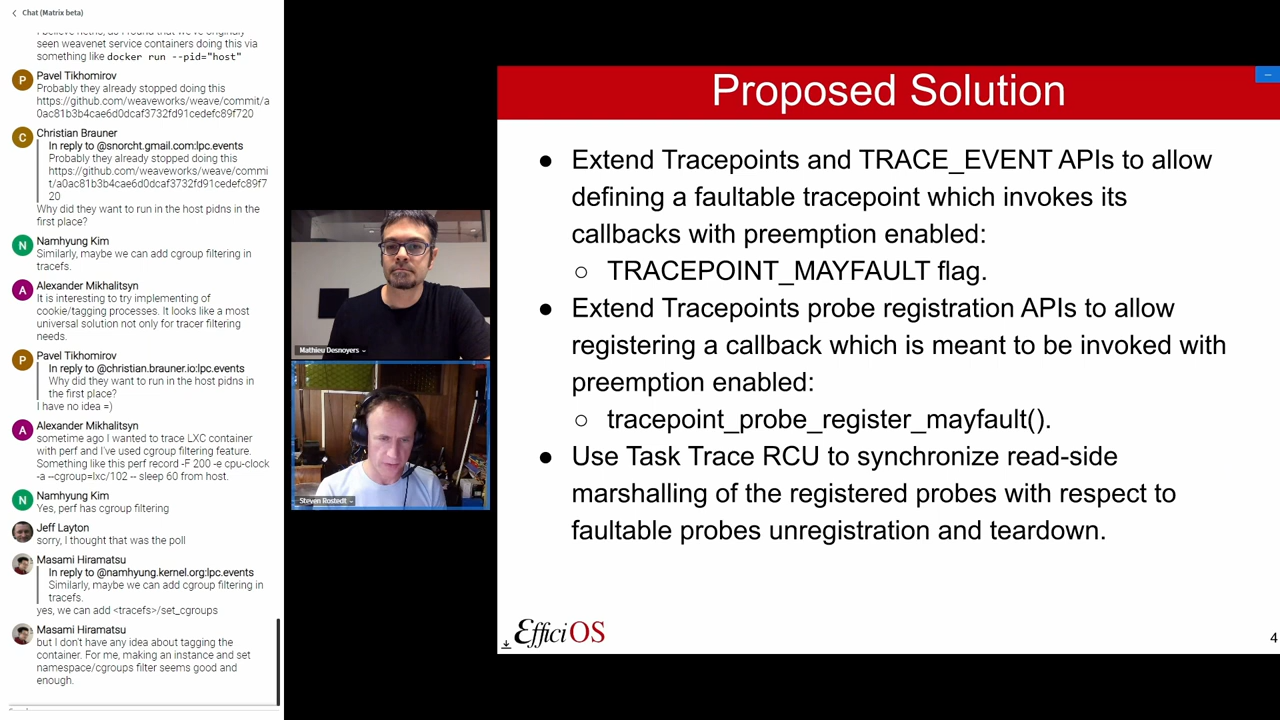 Chat (Matrix beta)
seen weavenet service containers doing this via
something like docker run --pid="host"
P
Pavel Tikhomirov
Probably they already stopped doing this
https://github.com/weaveworks/weave/commit/a
0ac81b3b4cae6d0dcaf3732fd91cedefc89f720
C
Christian Brauner
In reply to @snorcht.gmail.com:lpc.events
Probably they already stopped doing this
https://github.com/weaveworks/weave/commi
t/a0ac81b3b4cae6d0dcaf3732fd91cedefc89f7
20
Why did they want to run in the host pidns in the
first place?
N
Namhyung Kim
Similarly, maybe we can add cgroup filtering in
tracefs.
A
Alexander Mikhalitsyn
It is interesting to try implementing of
cookie/tagging processes. It looks like a most
universal solution not only for tracer filtering
needs.
P
Pavel Tikhomirov
In reply to @christian.brauner.io:lpc.events
Why did they want to run in the host pidns in
the first place?
I have no idea =)
A
Alexander Mikhalitsyn
sometime ago I wanted to trace LXC container
with perf and I've used cgroup filtering feature.
Something like this perf record -F 200 -e cpu-clock
-a --cgroup=lxc/102 -- sleep 60 from host.
N
Namhyung Kim
Yes, perf has cgroup filtering
Jeff Layton
sorry, I thought that was the poll
Masami Hiramatsu
In reply to @namhyung.kernel.org:lpc.events
Similarly, maybe we can add cgroup filtering in
tracefs.
yes, we can add <tracefs>/set_cgroups
Masami Hiramatsu
but I don't have any idea about tagging the
container. For me, making an instance and set
namespace/cgroups filter seems good and
enough.
Mathieu Desnoyers
Steven Rostedt
Proposed Solution
● Extend Tracepoints and TRACE_EVENT APIs to allow
defining a faultable tracepoint which invokes its
callbacks with preemption enabled:
○ TRACEPOINT_MAYFAULT flag.
● Extend Tracepoints probe registration APIs to allow
registering a callback which is meant to be invoked with
preemption enabled:
○ tracepoint_probe_register_mayfault().
● Use Task Trace RCU to synchronize read-side
marshalling of the registered probes with respect to
faultable probes unregistration and teardown.
EfficiOS
4